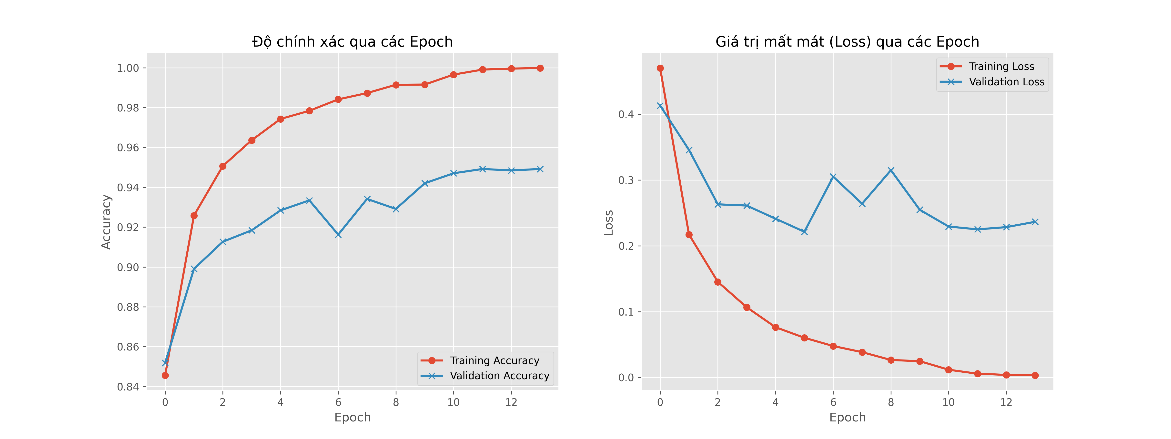 Độ chính xác qua các Epoch
1.00
0.98
0.96
0.94
0.92
0.90
0.88
0.86
0.84
Accuracy
Training Accuracy
Validation Accuracy
0 2 4 6 8 10 12
Epoch
Giá trị mất mát (Loss) qua các Epoch
Training Loss
Validation Loss
0.4
0.3
0.2
0.1
0.0
Loss
0 2 4 6 8 10 12
Epoch